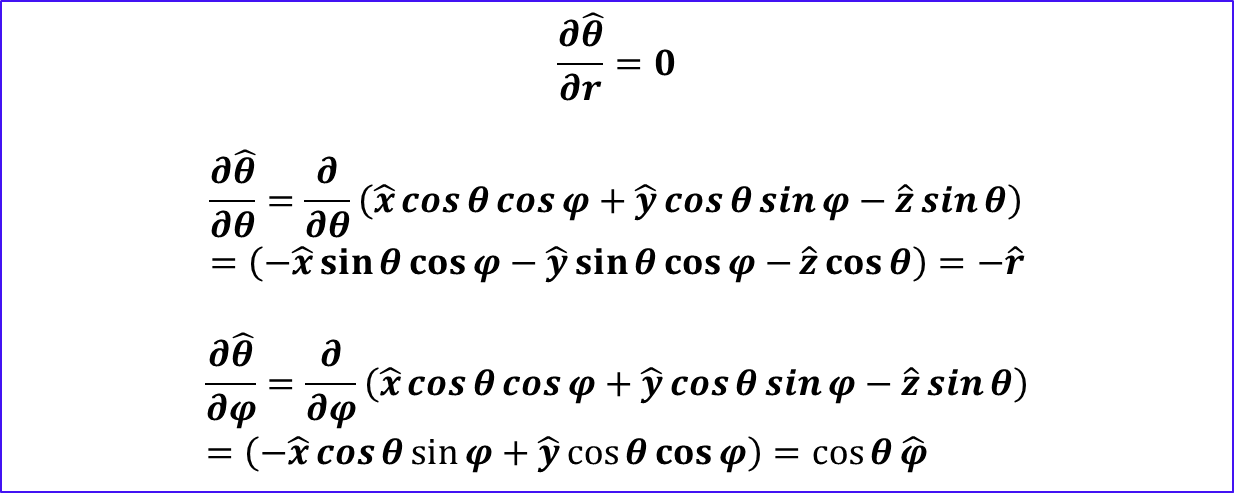 ∂θ̂/∂r = 0
∂θ̂/∂θ = ∂/∂θ (x̂ cos θ cos φ + ŷ cos θ sin φ − ẑ sin θ)
= (−x̂ sin θ cos φ − ŷ sin θ cos φ − ẑ cos θ) = −r̂
∂θ̂/∂φ = ∂/∂φ (x̂ cos θ cos φ + ŷ cos θ sin φ − ẑ sin θ)
= (−x̂ cos θ sin φ + ŷ cos θ cos φ) = cos θ φ̂